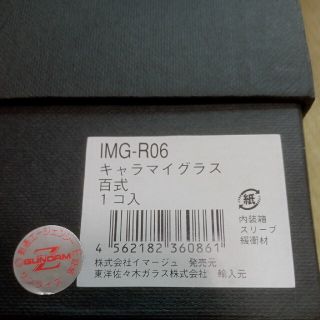 IMG-R06
キャラマイグラス
百式
1コ入
4 562182 360861
紙
内装箱
スリーブ
緩衝材
株式会社イマージュ 発売元
東洋佐々木ガラス株式会社 輸入元
GUNDAM